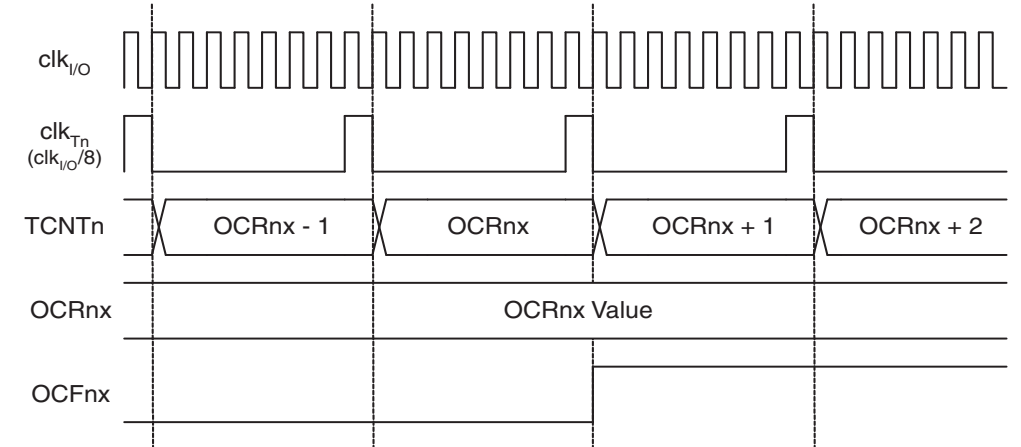 clkI/O
clkTn
(clkI/O/8)
TCNTn OCRnx - 1 OCRnx OCRnx + 1 OCRnx + 2
OCRnx OCRnx Value
OCFnx